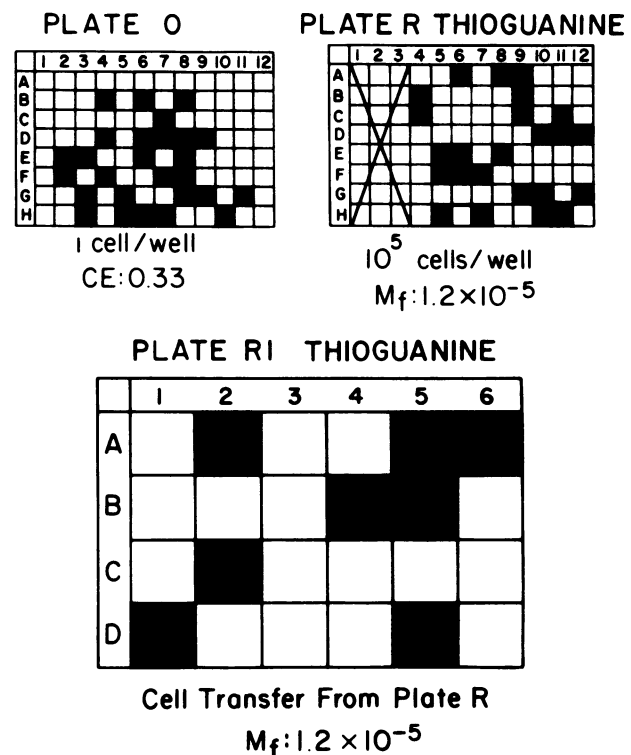 PLATE O
1 2 3 4 5 6 7 8 9 10 11 12
A
B
C
D
E
F
G
H
1 cell/well
CE:0.33
PLATE R THIOGUANINE
1 2 3 4 5 6 7 8 9 10 11 12
A
B
C
D
E
F
G
H
10⁵ cells/well
Mf:1.2×10⁻⁵
PLATE RI THIOGUANINE
1 2 3 4 5 6
A
B
C
D
Cell Transfer From Plate R
Mf:1.2×10⁻⁵